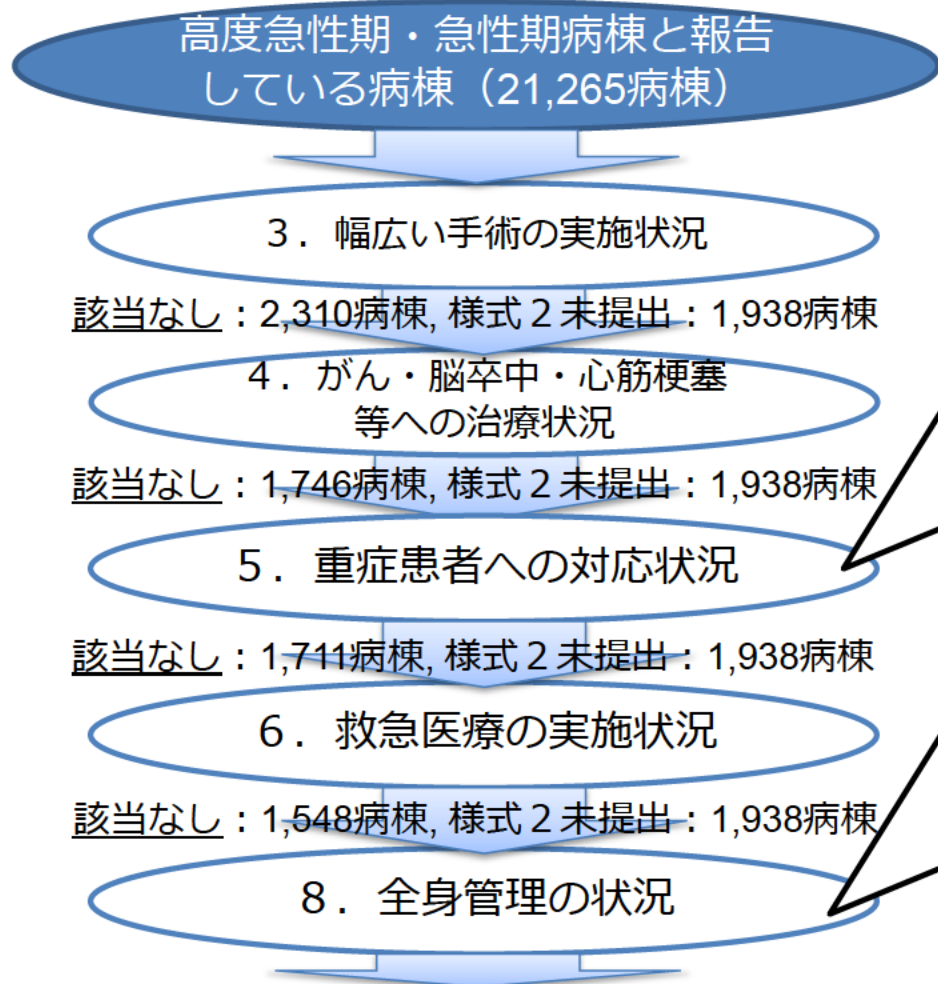 高度急性期・急性期病棟と報告
している病棟（21,265病棟）
３．幅広い手術の実施状況
該当なし：2,310病棟, 様式２未提出：1,938病棟
４．がん・脳卒中・心筋梗塞
等への治療状況
該当なし：1,746病棟, 様式２未提出：1,938病棟
５．重症患者への対応状況
該当なし：1,711病棟, 様式２未提出：1,938病棟
６．救急医療の実施状況
該当なし：1,548病棟, 様式２未提出：1,938病棟
８．全身管理の状況